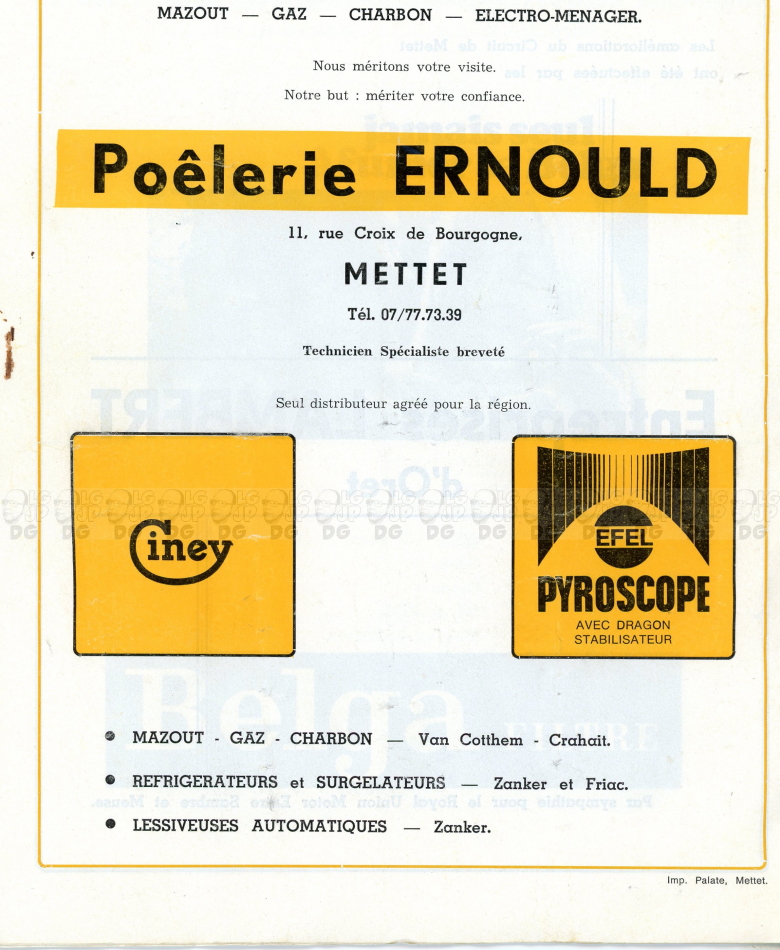 MAZOUT — GAZ — CHARBON — ELECTRO-MENAGER.
Nous méritons votre visite.
Notre but : mériter votre confiance.
Poêlerie ERNOULD
11, rue Croix de Bourgogne,
METTET
Tél. 07/77.73.39
Technicien Spécialiste breveté
Seul distributeur agréé pour la région.
Ciney
EFEL
PYROSCOPE
AVEC DRAGON
STABILISATEUR
MAZOUT - GAZ - CHARBON — Van Cotthem - Crahait.
REFRIGERATEURS et SURGELATEURS — Zanker et Friac.
LESSIVEUSES AUTOMATIQUES — Zanker.
Imp. Palate, Mettet.